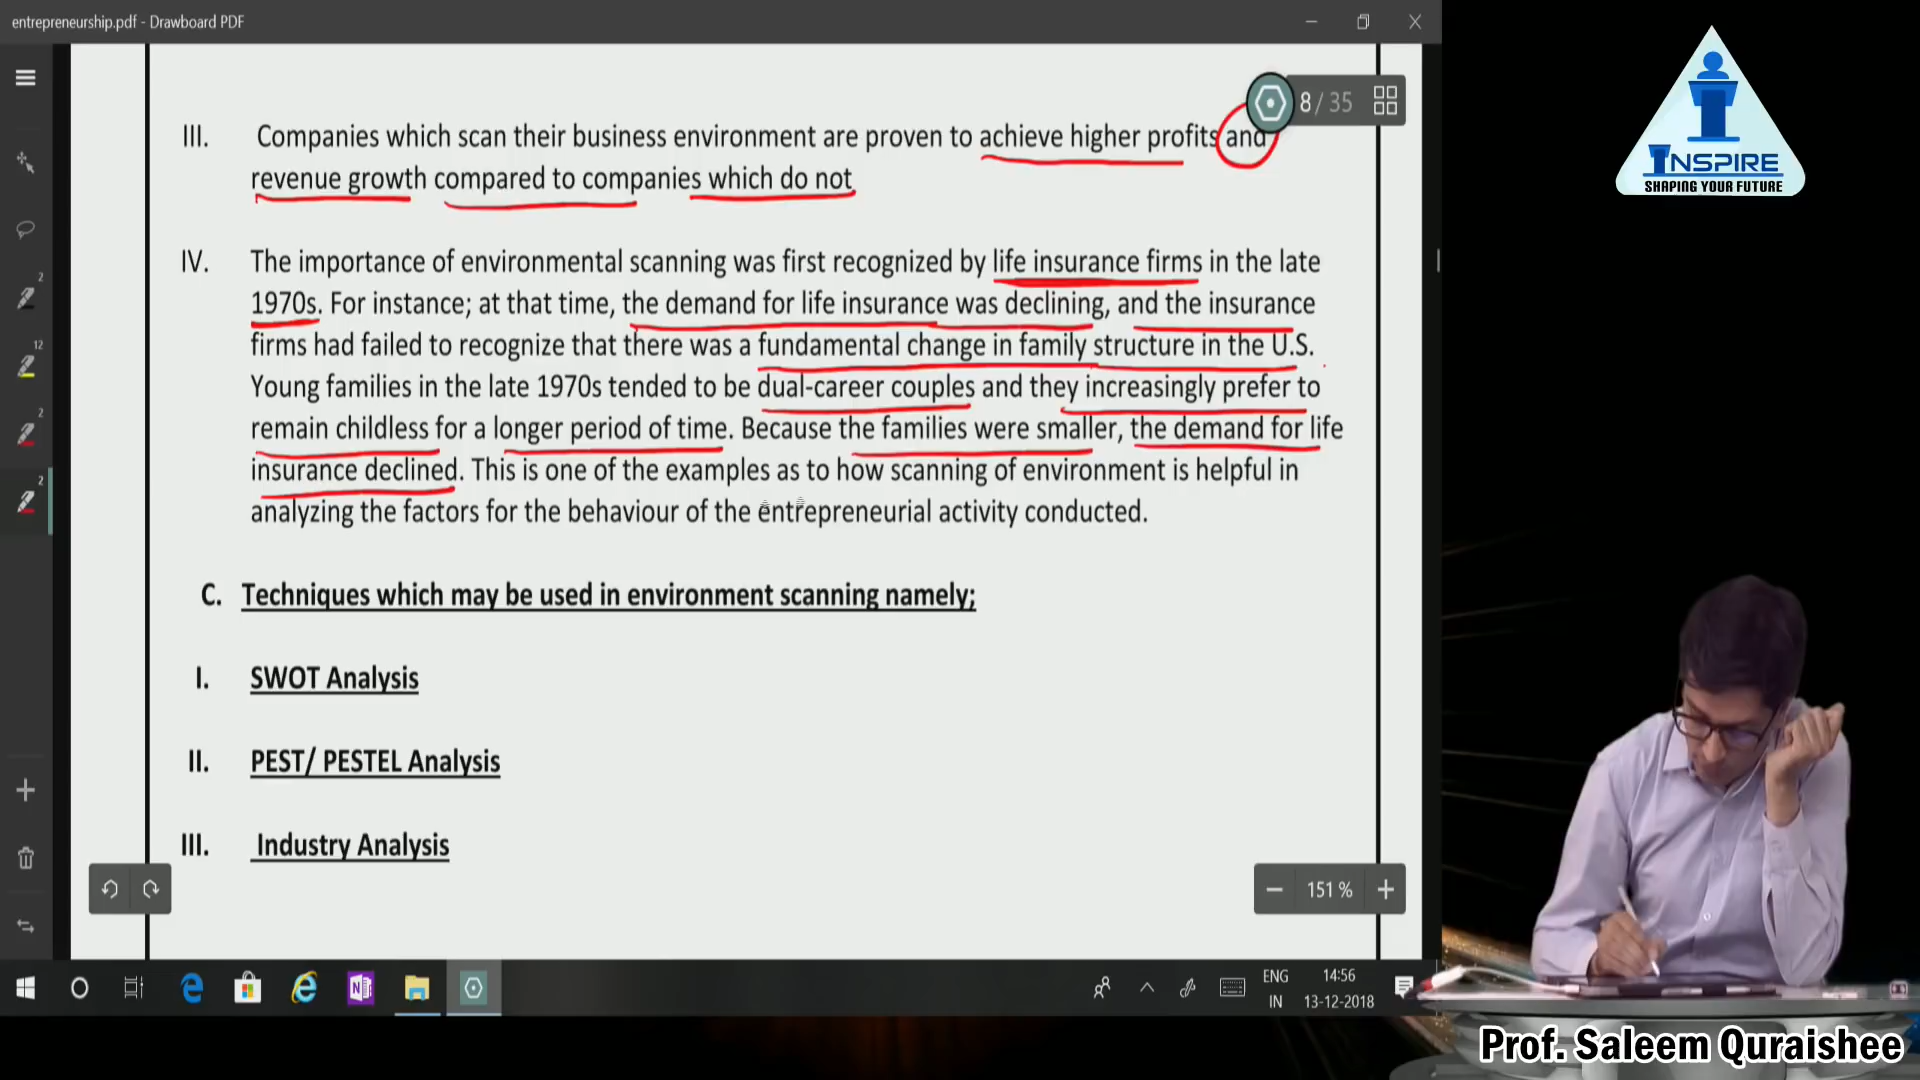 entrepreneurship.pdf - Drawboard PDF
8 / 35
III. Companies which scan their business environment are proven to achieve higher profits and
revenue growth compared to companies which do not
IV. The importance of environmental scanning was first recognized by life insurance firms in the late
1970s. For instance; at that time, the demand for life insurance was declining, and the insurance
firms had failed to recognize that there was a fundamental change in family structure in the U.S.
Young families in the late 1970s tended to be dual-career couples and they increasingly prefer to
remain childless for a longer period of time. Because the families were smaller, the demand for life
insurance declined. This is one of the examples as to how scanning of environment is helpful in
analyzing the factors for the behaviour of the entrepreneurial activity conducted.
C. Techniques which may be used in environment scanning namely;
I. SWOT Analysis
II. PEST/ PESTEL Analysis
III. Industry Analysis
2
12
2
2
151 %
ENG
IN
14:56
13-12-2018
INSPIRE
SHAPING YOUR FUTURE
Prof. Saleem Quraishee